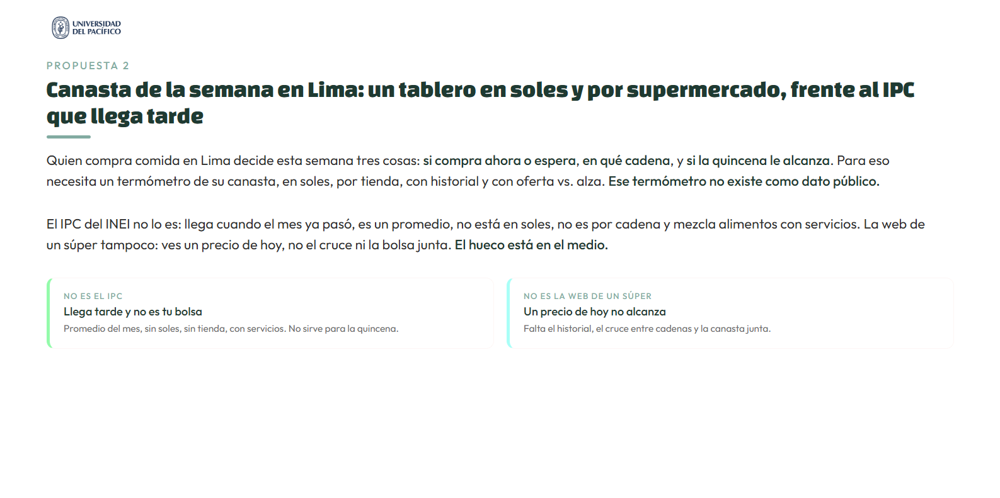 UNIVERSIDAD
DEL PACÍFICO
PROPUESTA 2
Canasta de la semana en Lima: un tablero en soles y por supermercado, frente al IPC
que llega tarde
Quien compra comida en Lima decide esta semana tres cosas: si compra ahora o espera, en qué cadena, y si la quincena le alcanza. Para eso
necesita un termómetro de su canasta, en soles, por tienda, con historial y con oferta vs. alza. Ese termómetro no existe como dato público.
El IPC del INEI no lo es: llega cuando el mes ya pasó, es un promedio, no está en soles, no es por cadena y mezcla alimentos con servicios. La web de
un súper tampoco: ves un precio de hoy, no el cruce ni la bolsa junta. El hueco está en el medio.
NO ES EL IPC
Llega tarde y no es tu bolsa
Promedio del mes, sin soles, sin tienda, con servicios. No sirve para la quincena.
NO ES LA WEB DE UN SÚPER
Un precio de hoy no alcanza
Falta el historial, el cruce entre cadenas y la canasta junta.